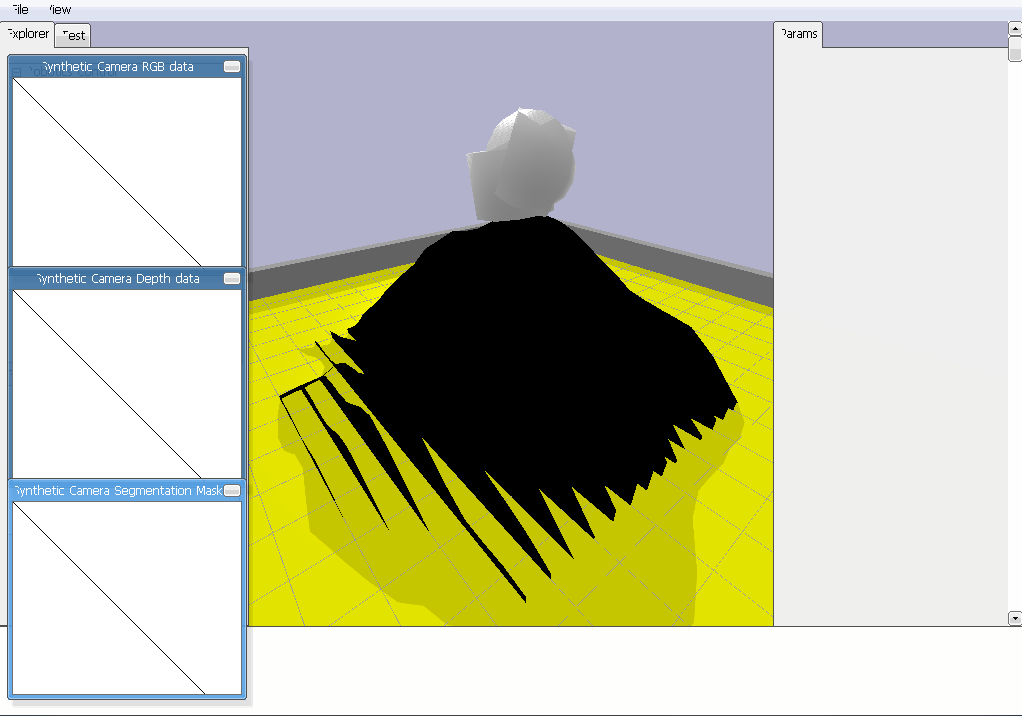 File View
Explorer Test Params
Synthetic Camera RGB data
Synthetic Camera Depth data
Synthetic Camera Segmentation Mask